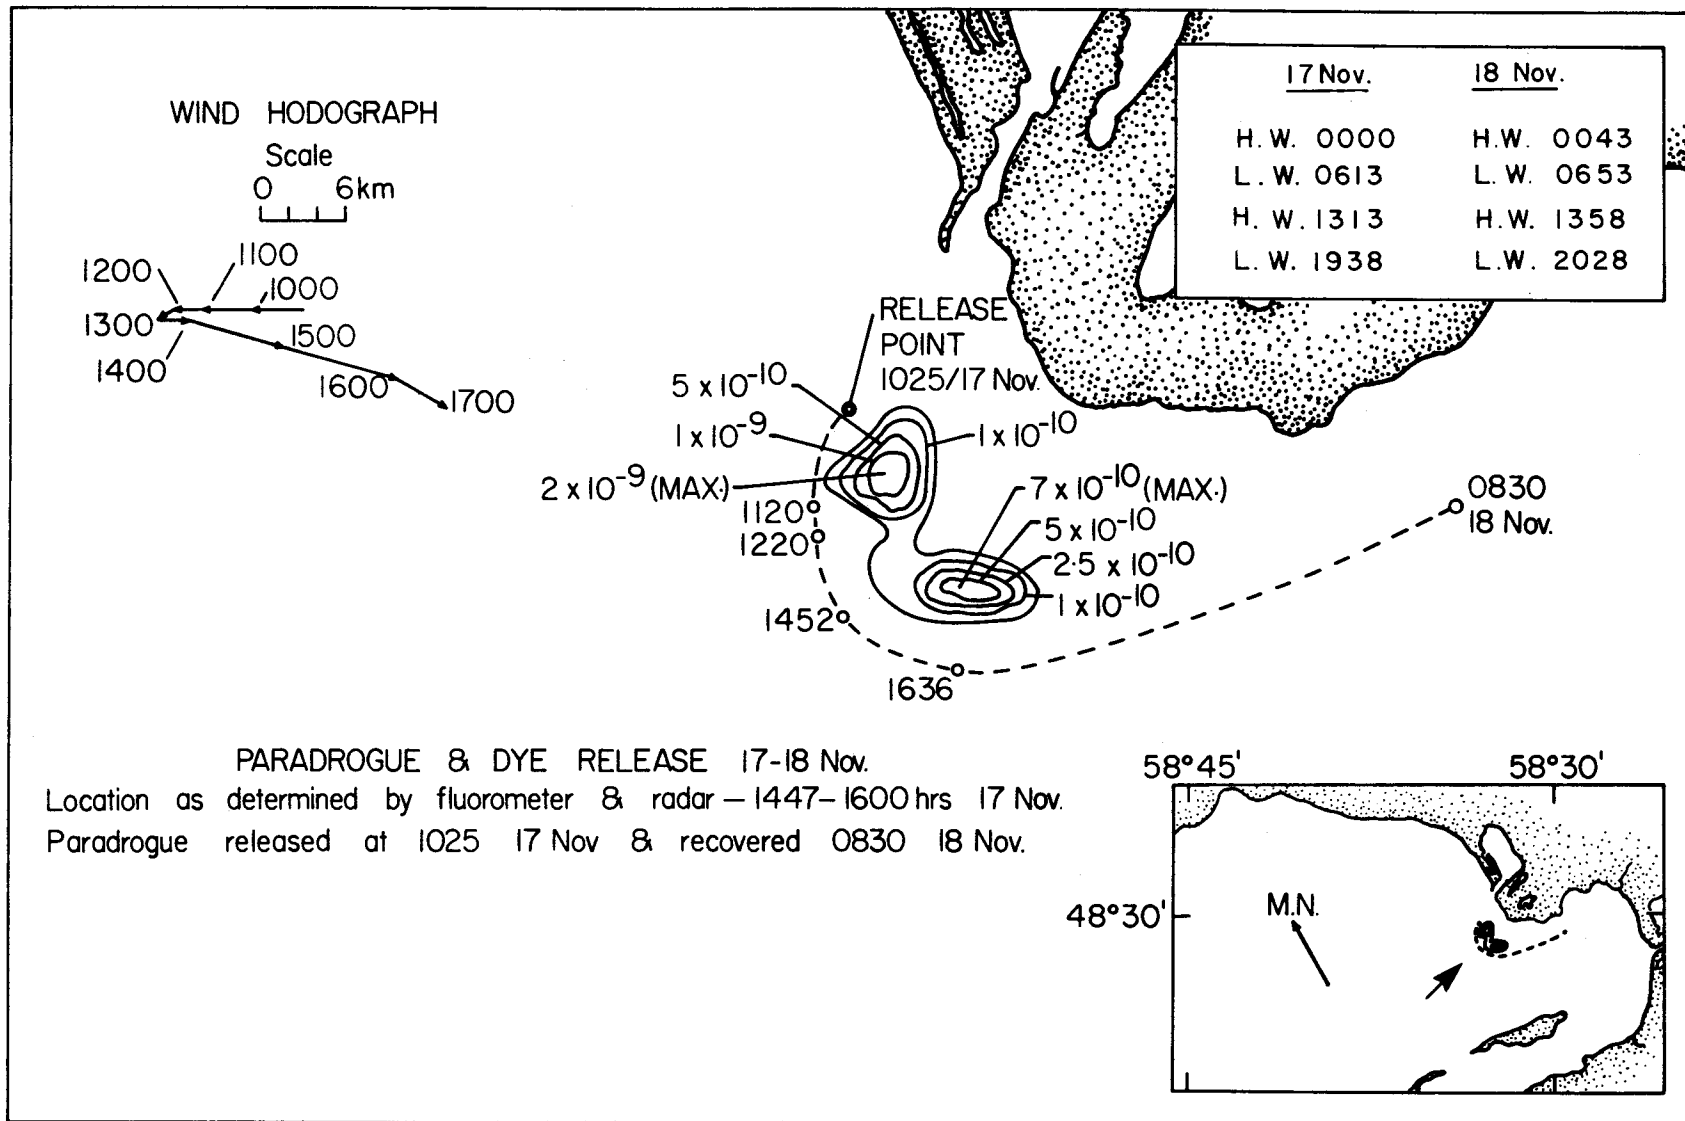 WIND HODOGRAPH
Scale
0 6km
1200
1100
1000
1300
1400
1500
1600
1700
17 Nov. 18 Nov.
H.W. 0000 H.W. 0043
L.W. 0613 L.W. 0653
H.W. 1313 H.W. 1358
L.W. 1938 L.W. 2028
RELEASE
POINT
1025/17 Nov.
5 x 10⁻¹⁰
1 x 10⁻⁹
1 x 10⁻¹⁰
2 x 10⁻⁹ (MAX.)
7 x 10⁻¹⁰ (MAX.)
5 x 10⁻¹⁰
2·5 x 10⁻¹⁰
1 x 10⁻¹⁰
1120
1220
1452
1636
0830
18 Nov.
PARADROGUE & DYE RELEASE 17-18 Nov.
Location as determined by fluorometer & radar – 1447–1600 hrs 17 Nov.
Paradrogue released at 1025 17 Nov & recovered 0830 18 Nov.
58°45' 58°30'
48°30'
M.N.